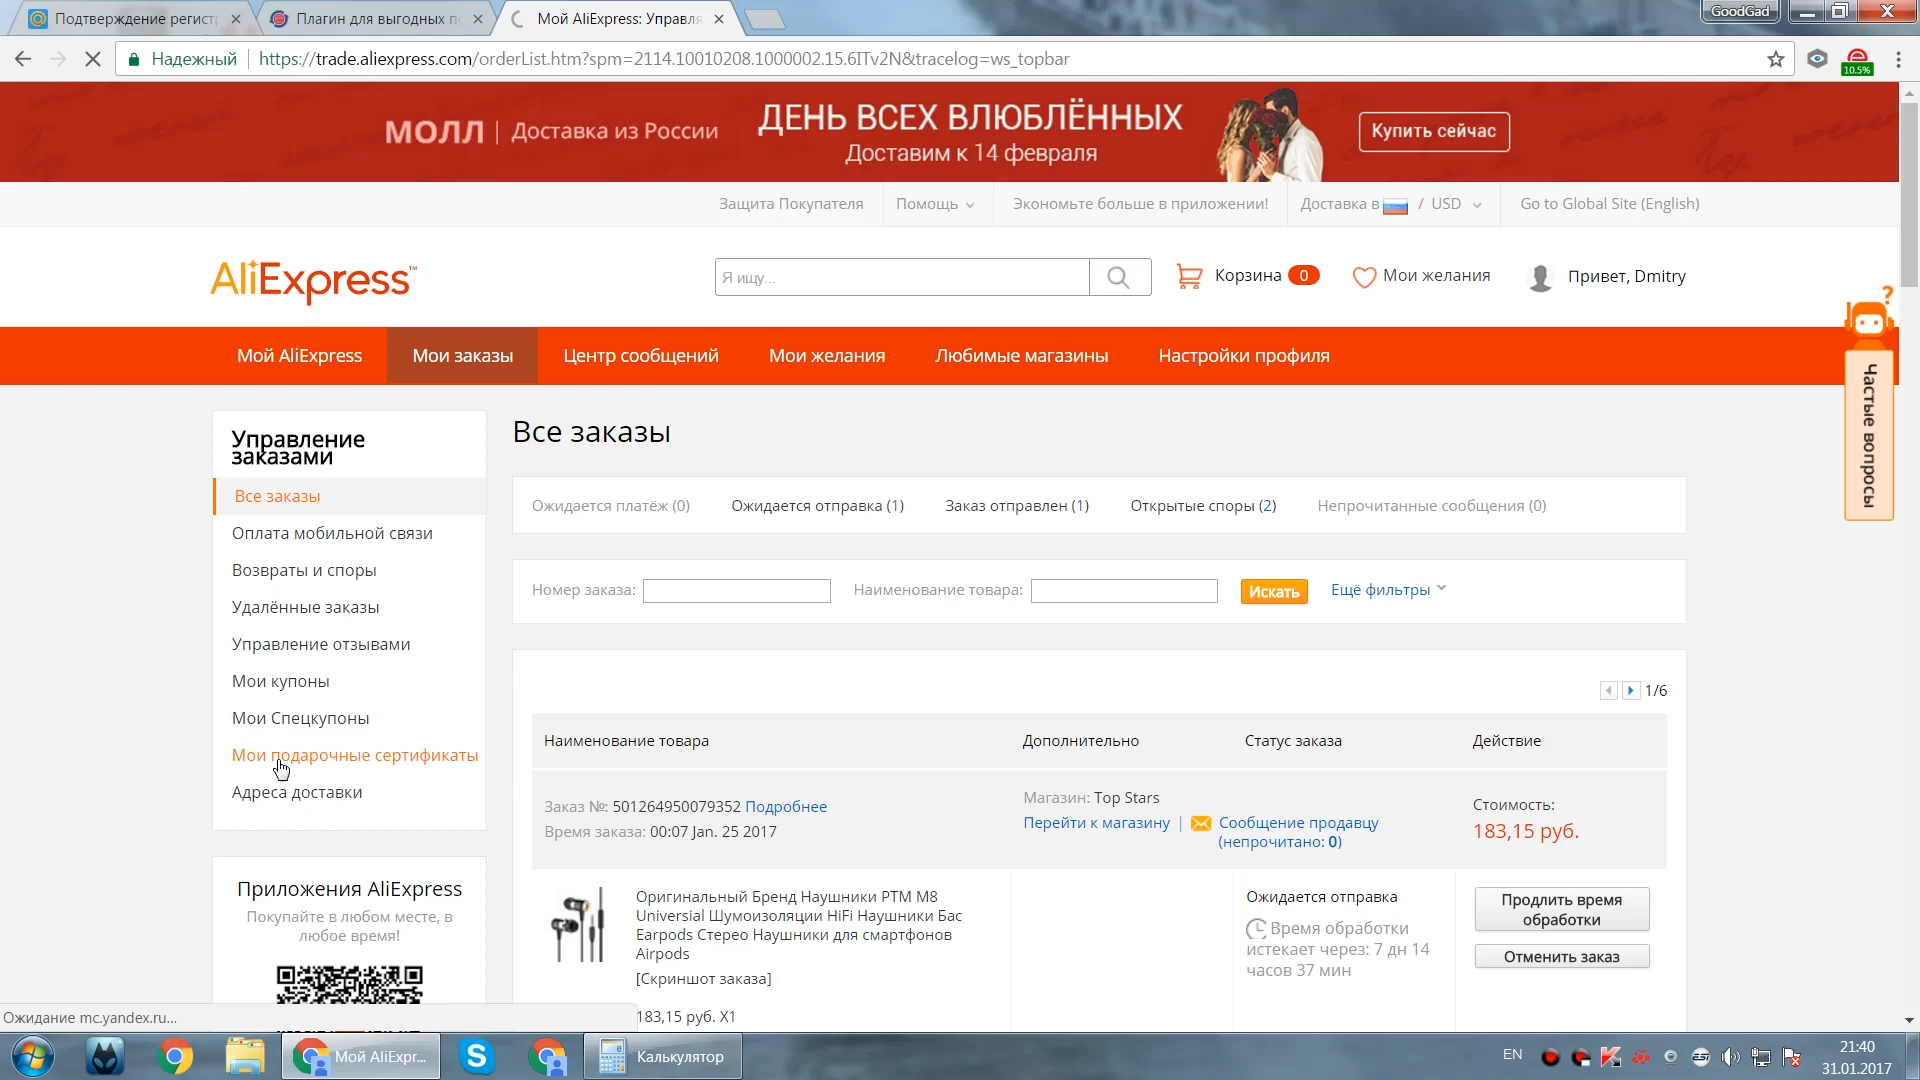 Подтверждение регистр
Плагин для выгодных п
Мой AliExpress: Управля
GoodGad
Надежный
https://trade.aliexpress.com/orderList.htm?spm=2114.10010208.1000002.15.6ITv2N&tracelog=ws_topbar
10.5%
МОЛЛ | Доставка из России
ДЕНЬ ВСЕХ ВЛЮБЛЁННЫХ
Доставим к 14 февраля
Купить сейчас
Защита Покупателя
Помощь
Экономьте больше в приложении!
Доставка в / USD
Go to Global Site (English)
AliExpress™
Я ищу...
Корзина 0
Мои желания
Привет, Dmitry
Мой AliExpress
Мои заказы
Центр сообщений
Мои желания
Любимые магазины
Настройки профиля
?
Частые вопросы
Управление
заказами
Все заказы
Оплата мобильной связи
Возвраты и споры
Удалённые заказы
Управление отзывами
Мои купоны
Мои Спецкупоны
Мои подарочные сертификаты
Адреса доставки
Приложения AliExpress
Покупайте в любом месте, в
любое время!
Все заказы
Ожидается платёж (0)
Ожидается отправка (1)
Заказ отправлен (1)
Открытые споры (2)
Непрочитанные сообщения (0)
Номер заказа:
Наименование товара:
Искать
Ещё фильтры
1/6
Наименование товара
Дополнительно
Статус заказа
Действие
Заказ №: 501264950079352 Подробнее
Время заказа: 00:07 Jan. 25 2017
Магазин: Top Stars
Перейти к магазину | Сообщение продавцу
(непрочитано: 0)
Стоимость:
183,15 руб.
Оригинальный Бренд Наушники PTM M8
Universial Шумоизоляции HiFi Наушники Бас
Earpods Стерео Наушники для смартфонов
Airpods
[Скриншот заказа]
183,15 руб. X1
Ожидается отправка
Время обработки
истекает через: 7 дн 14
часов 37 мин
Продлить время
обработки
Отменить заказ
Ожидание mc.yandex.ru...
Мой AliExpr...
Калькулятор
EN
21:40
31.01.2017